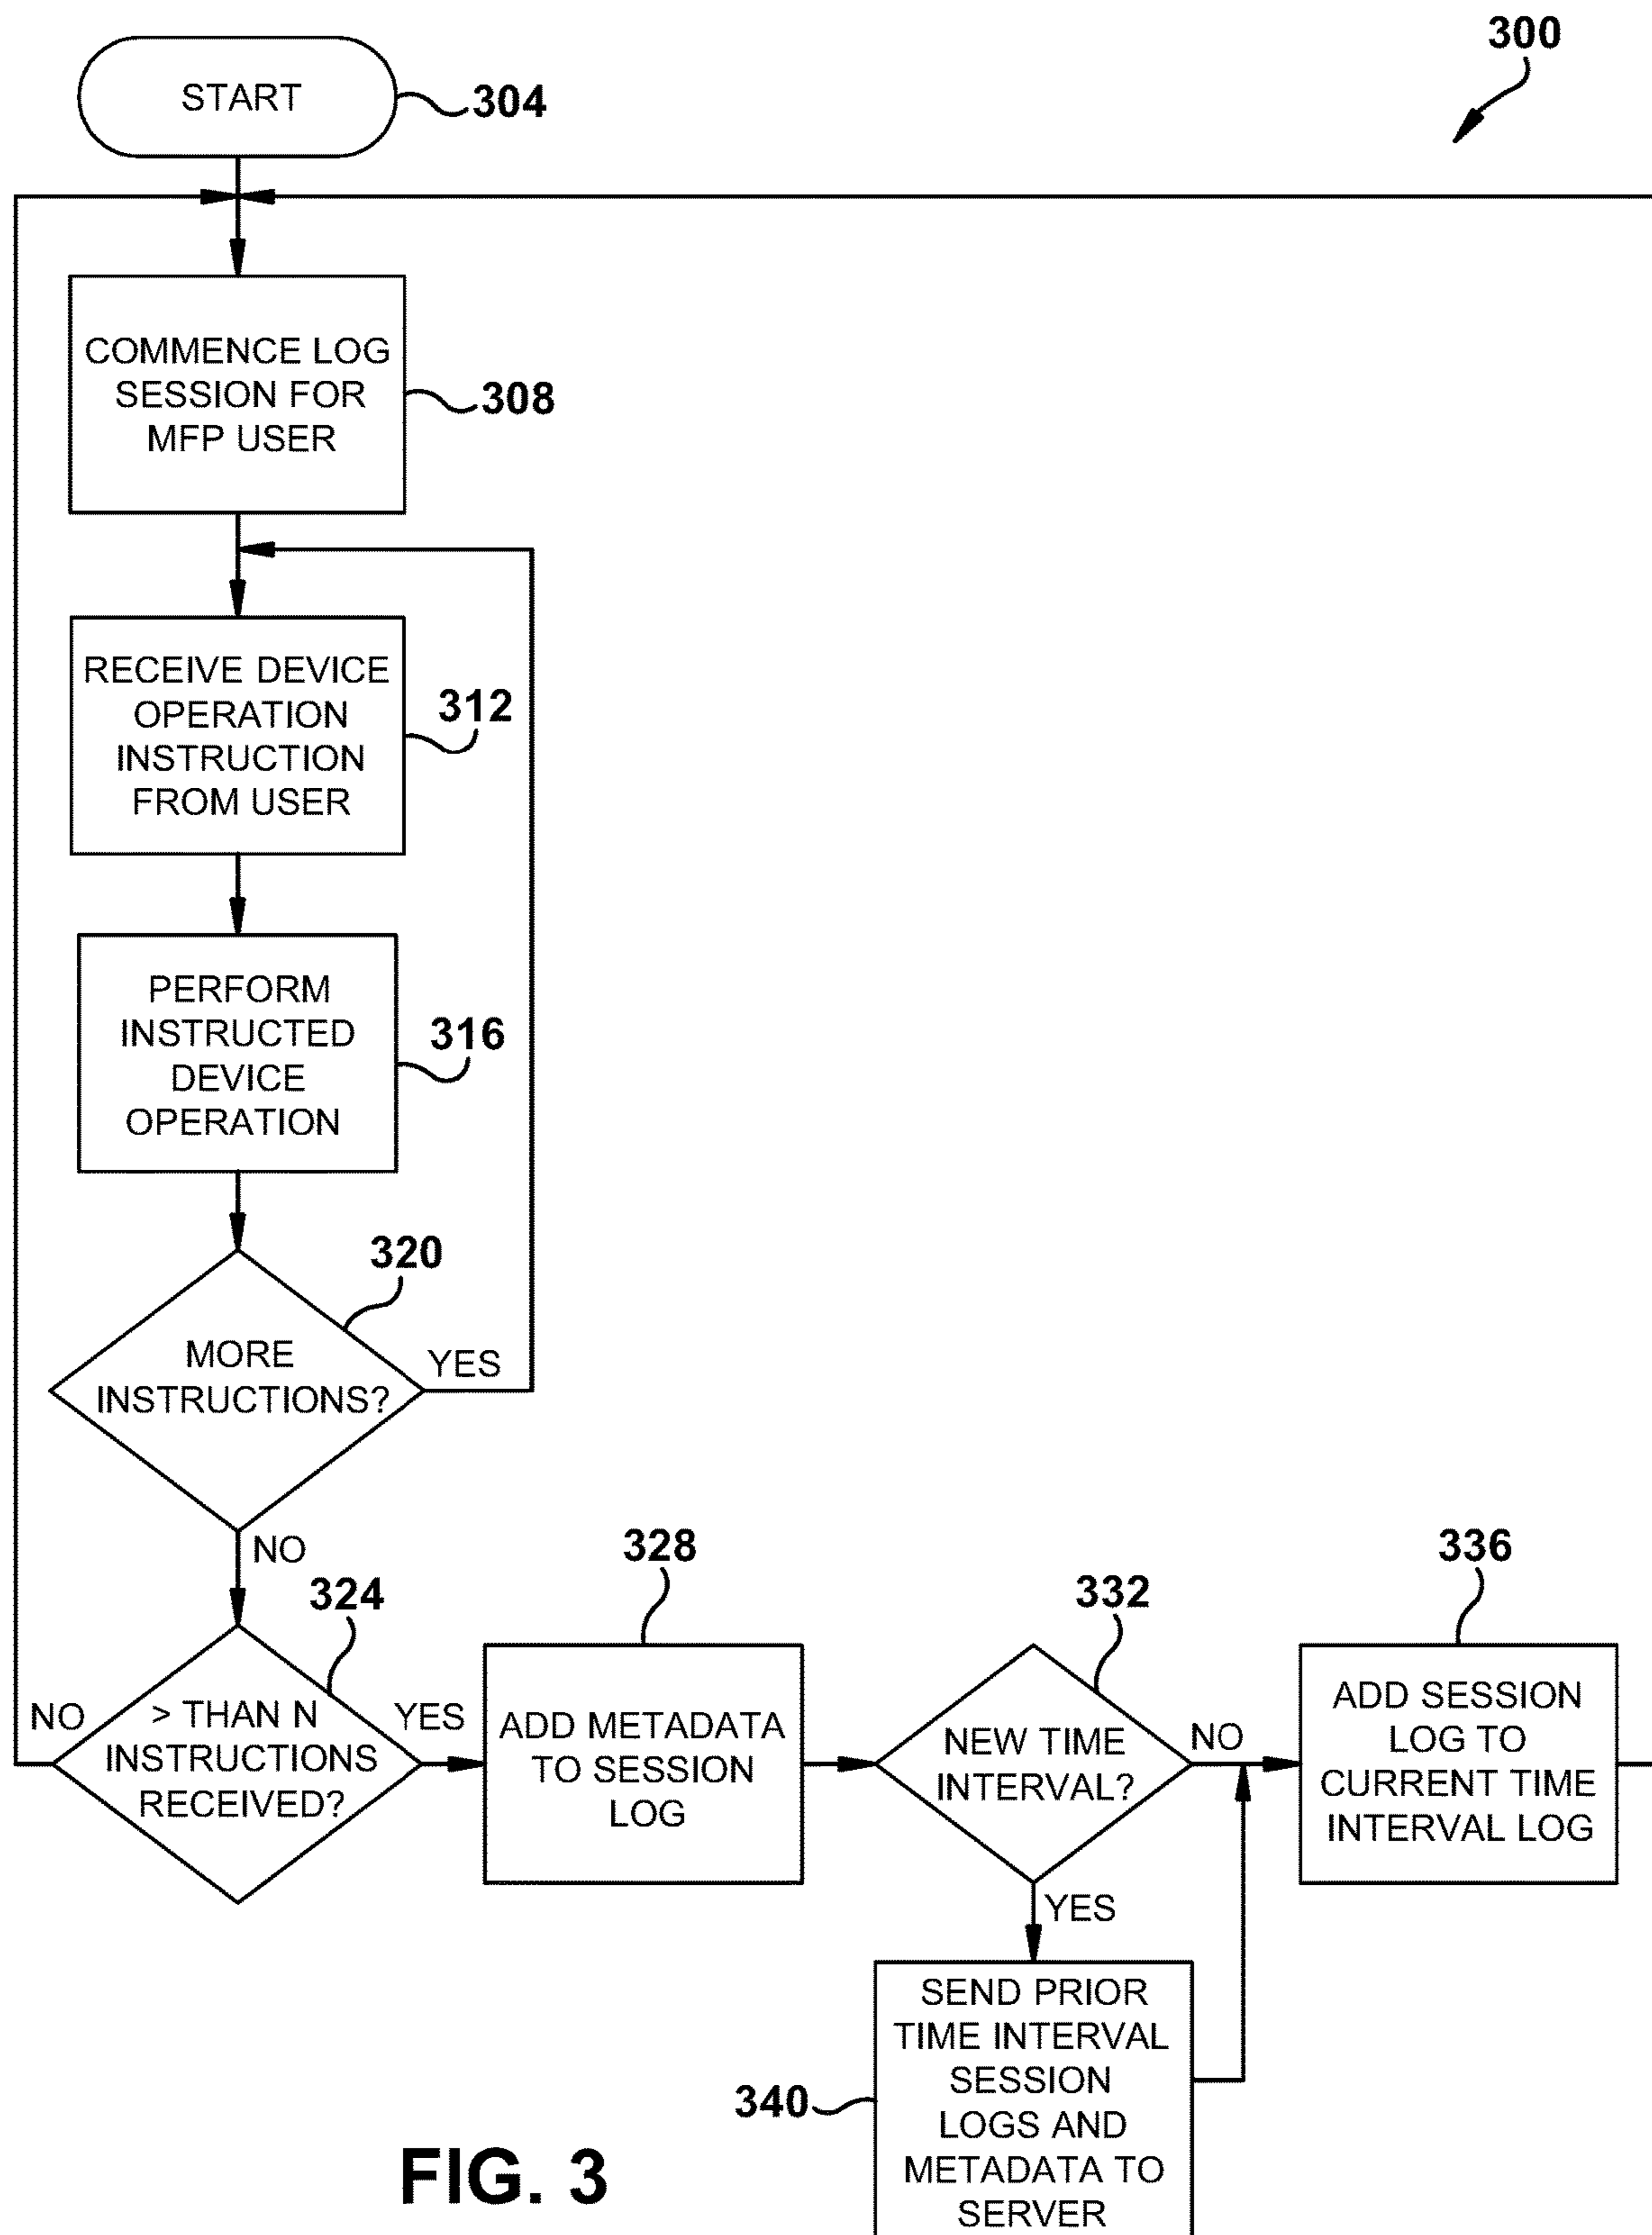 300
START
304
COMMENCE LOG
SESSION FOR
MFP USER
308
RECEIVE DEVICE
OPERATION
INSTRUCTION
FROM USER
312
PERFORM
INSTRUCTED
DEVICE
OPERATION
316
320
MORE
INSTRUCTIONS?
YES
NO
324
> THAN N
INSTRUCTIONS
RECEIVED?
NO
YES
328
ADD METADATA
TO SESSION
LOG
332
NEW TIME
INTERVAL?
NO
YES
336
ADD SESSION
LOG TO
CURRENT TIME
INTERVAL LOG
SEND PRIOR
TIME INTERVAL
SESSION
LOGS AND
METADATA TO
SERVER
340
FIG. 3